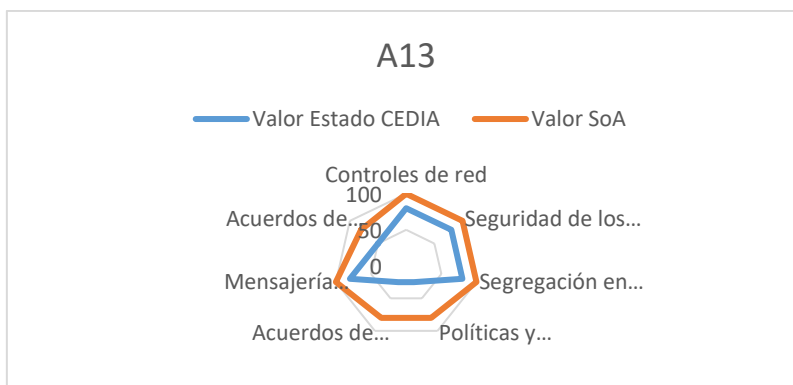 A13
Valor Estado CEDIA Valor SoA
Controles de red
100
Acuerdos de... Seguridad de los...
50
0
Mensajería... Segregación en...
Acuerdos de... Políticas y...